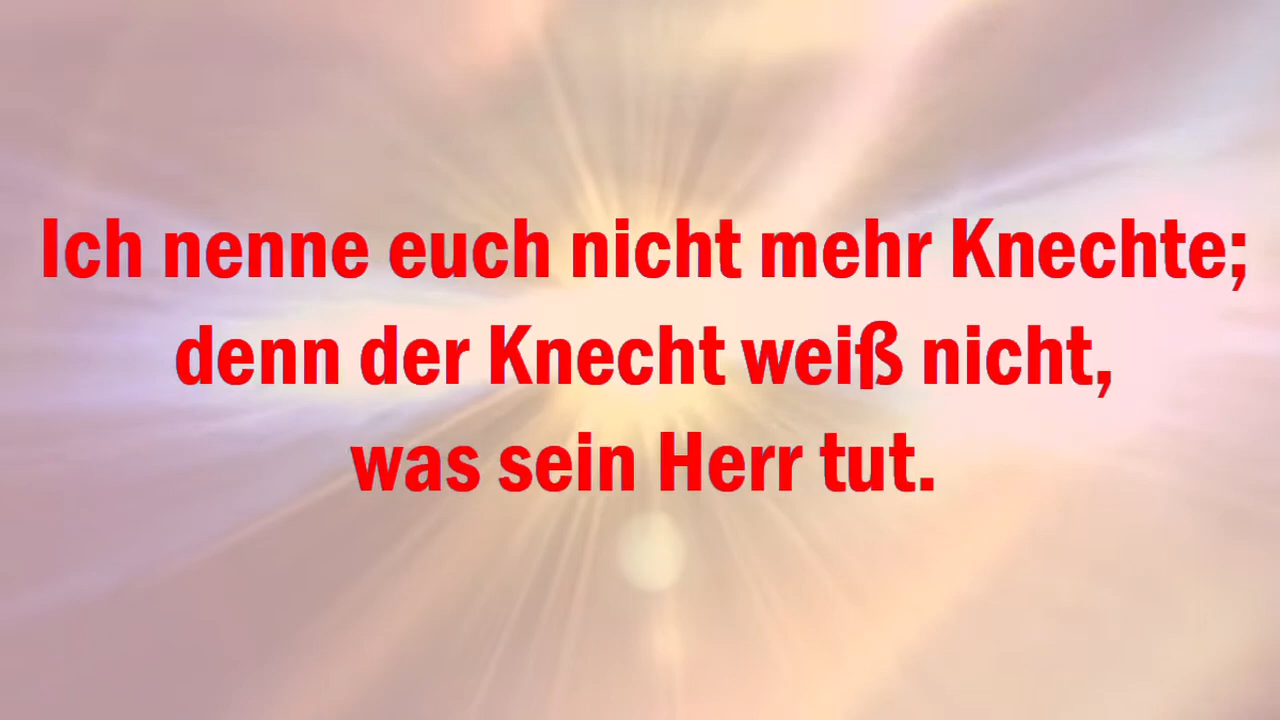 Ich nenne euch nicht mehr Knechte;
denn der Knecht weiß nicht,
was sein Herr tut.